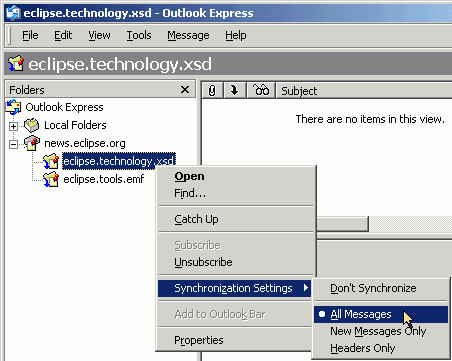 eclipse.technology.xsd - Outlook Express
File Edit View Tools Message Help
eclipse.technology.xsd
Folders
Subject
Outlook Express
Local Folders
news.eclipse.org
eclipse.technology.xsd
eclipse.tools.emf
There are no items in this view.
Open
Find...
Catch Up
Subscribe
Unsubscribe
Synchronization Settings
Add to Outlook Bar
Properties
Don't Synchronize
All Messages
New Messages Only
Headers Only